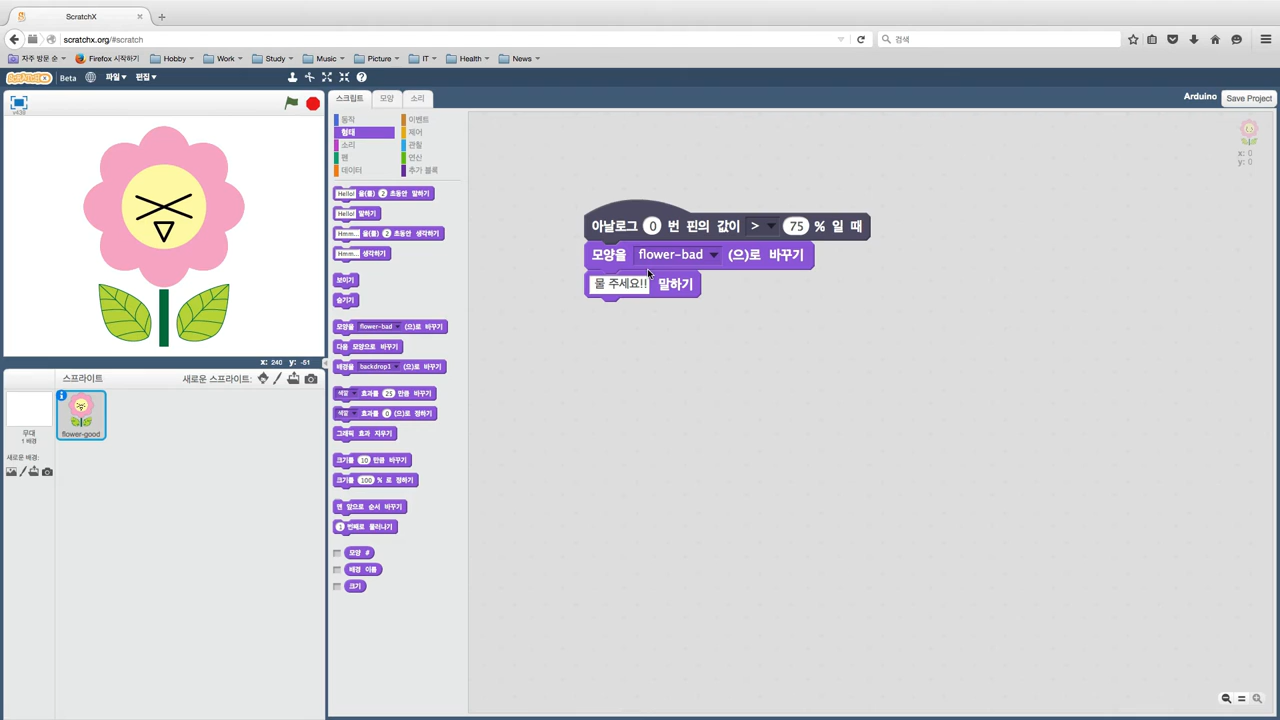 ScratchX
scratchx.org/#scratch
검색
자주 방문 순
Firefox 시작하기
Hobby
Work
Study
Music
Picture
IT
Health
News
SCRATCHX
Beta
파일
편집
v439
스크립트
모양
소리
Arduino
Save Project
동작
이벤트
형태
제어
소리
관찰
펜
연산
데이터
추가 블록
x: 0
y: 0
Hello! 을(를) 2 초동안 말하기
Hello! 말하기
Hmm... 을(를) 2 초동안 생각하기
Hmm... 생각하기
보이기
숨기기
모양을 flower-bad (으)로 바꾸기
다음 모양으로 바꾸기
배경을 backdrop1 (으)로 바꾸기
색깔 효과를 25 만큼 바꾸기
색깔 효과를 0 (으)로 정하기
그래픽 효과 지우기
크기를 10 만큼 바꾸기
크기를 100 % 로 정하기
맨 앞으로 순서 바꾸기
1 번째로 물러나기
모양 #
배경 이름
크기
아날로그 0 번 핀의 값이 > 75 % 일 때
모양을 flower-bad (으)로 바꾸기
물 주세요!! 말하기
x: 240 y: -51
스프라이트
새로운 스프라이트:
무대
1 배경
새로운 배경:
flower-good